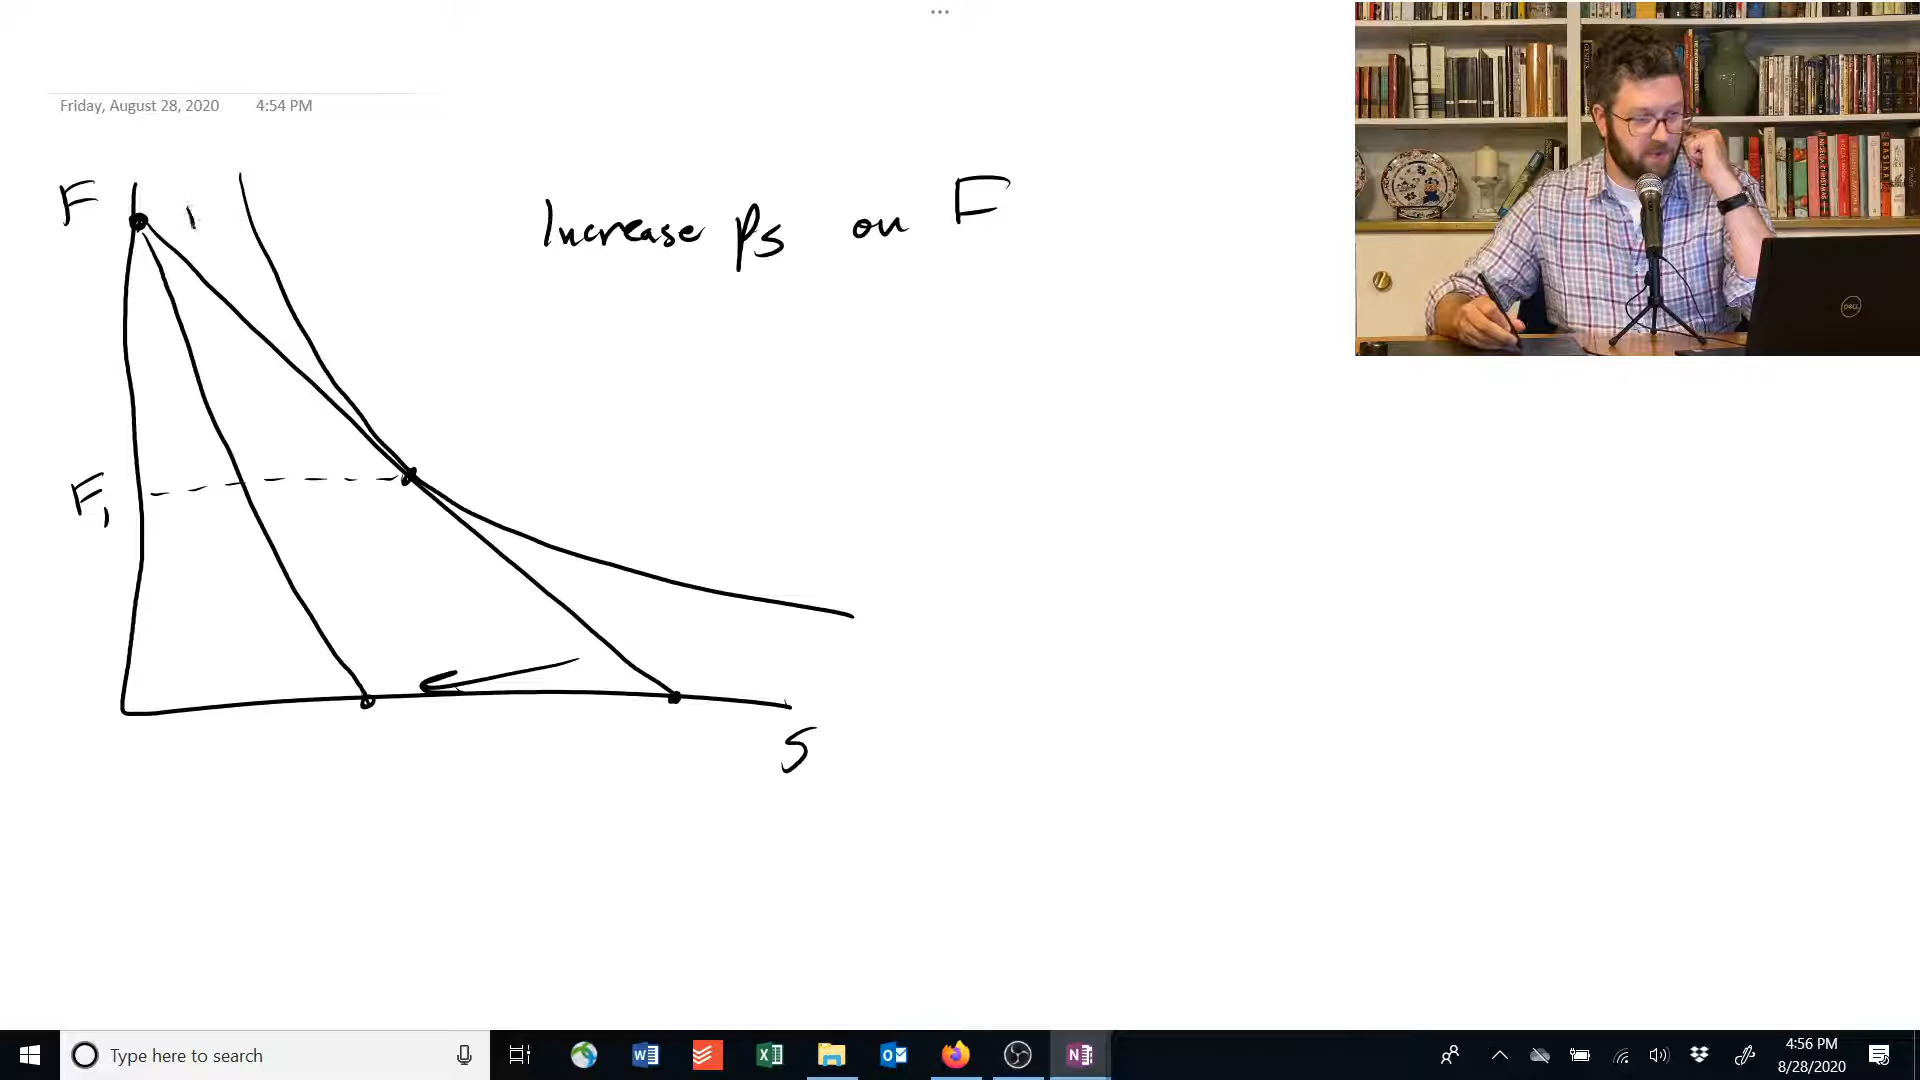 Friday, August 28, 2020 4:54 PM
F
Increase Ps on F
F1
S
DELL
Type here to search
4:56 PM
8/28/2020